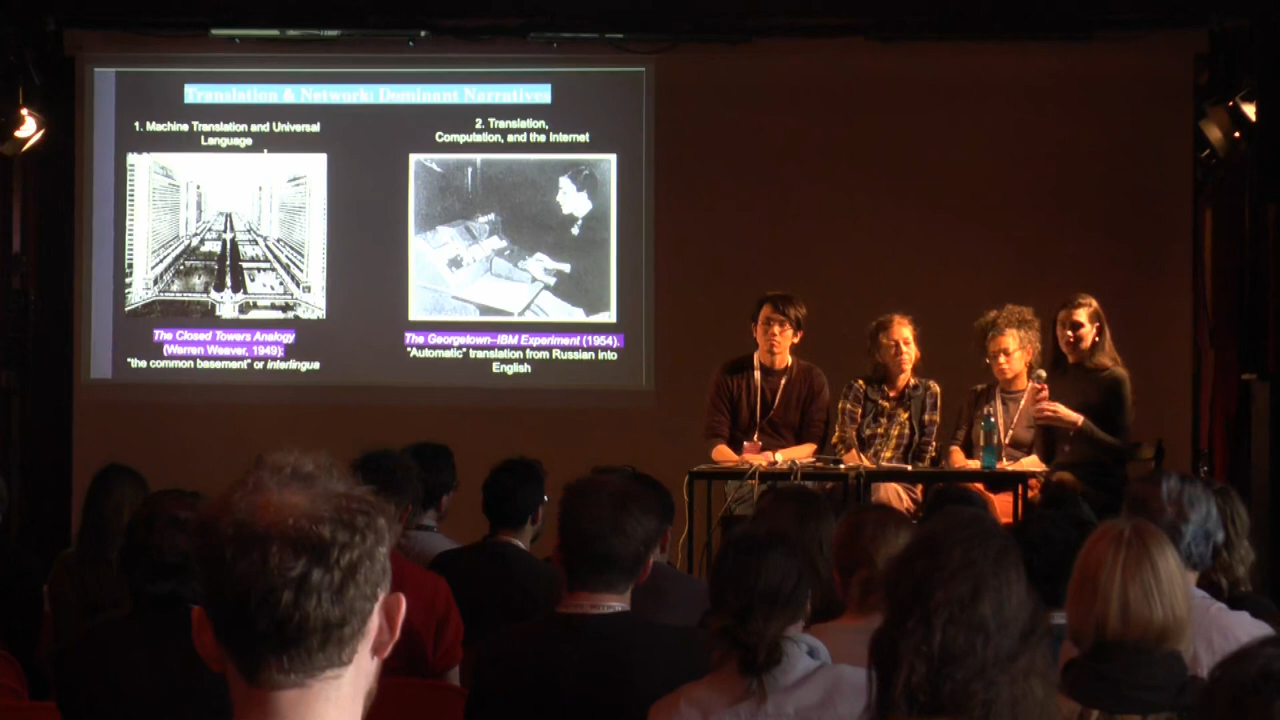 Translation & Network: Dominant Narratives
1. Machine Translation and Universal
Language
2. Translation,
Computation, and the Internet
The Closed Towers Analogy
(Warren Weaver, 1949):
"the common basement" or interlingua
The Georgetown–IBM Experiment (1954).
"Automatic" translation from Russian into
English